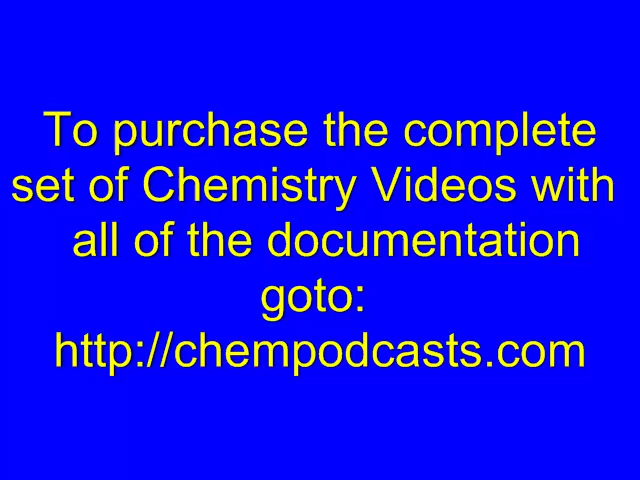 To purchase the complete
set of Chemistry Videos with
all of the documentation
goto:
http://chempodcasts.com